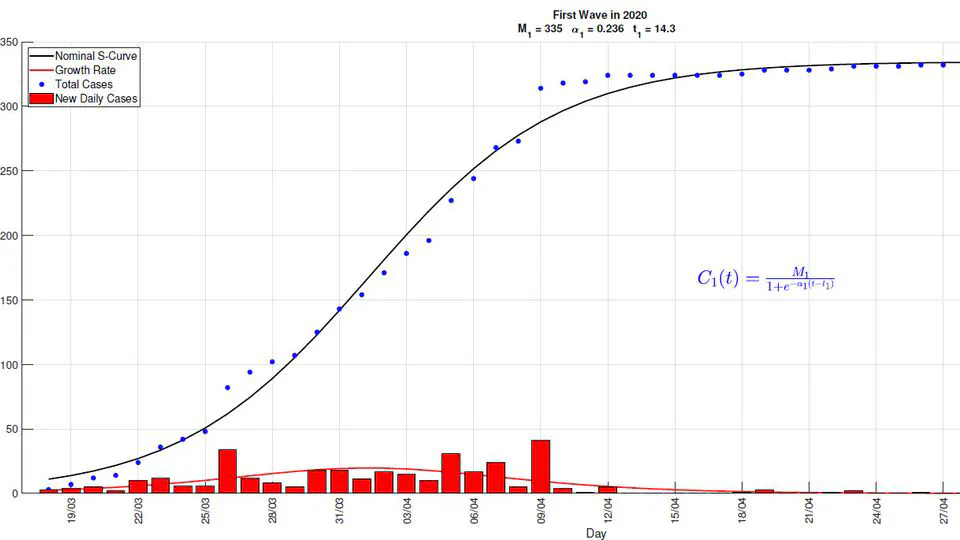 First Wave in 2020
M1 = 335 α1 = 0.236 t1 = 14.3
350
300
250
200
150
100
50
0
Nominal S-Curve
Growth Rate
Total Cases
New Daily Cases
C1(t) = M1 / 1+e^−α1(t−t1)
19/03
22/03
25/03
28/03
31/03
03/04
06/04
09/04
12/04
15/04
18/04
21/04
24/04
27/04
Day